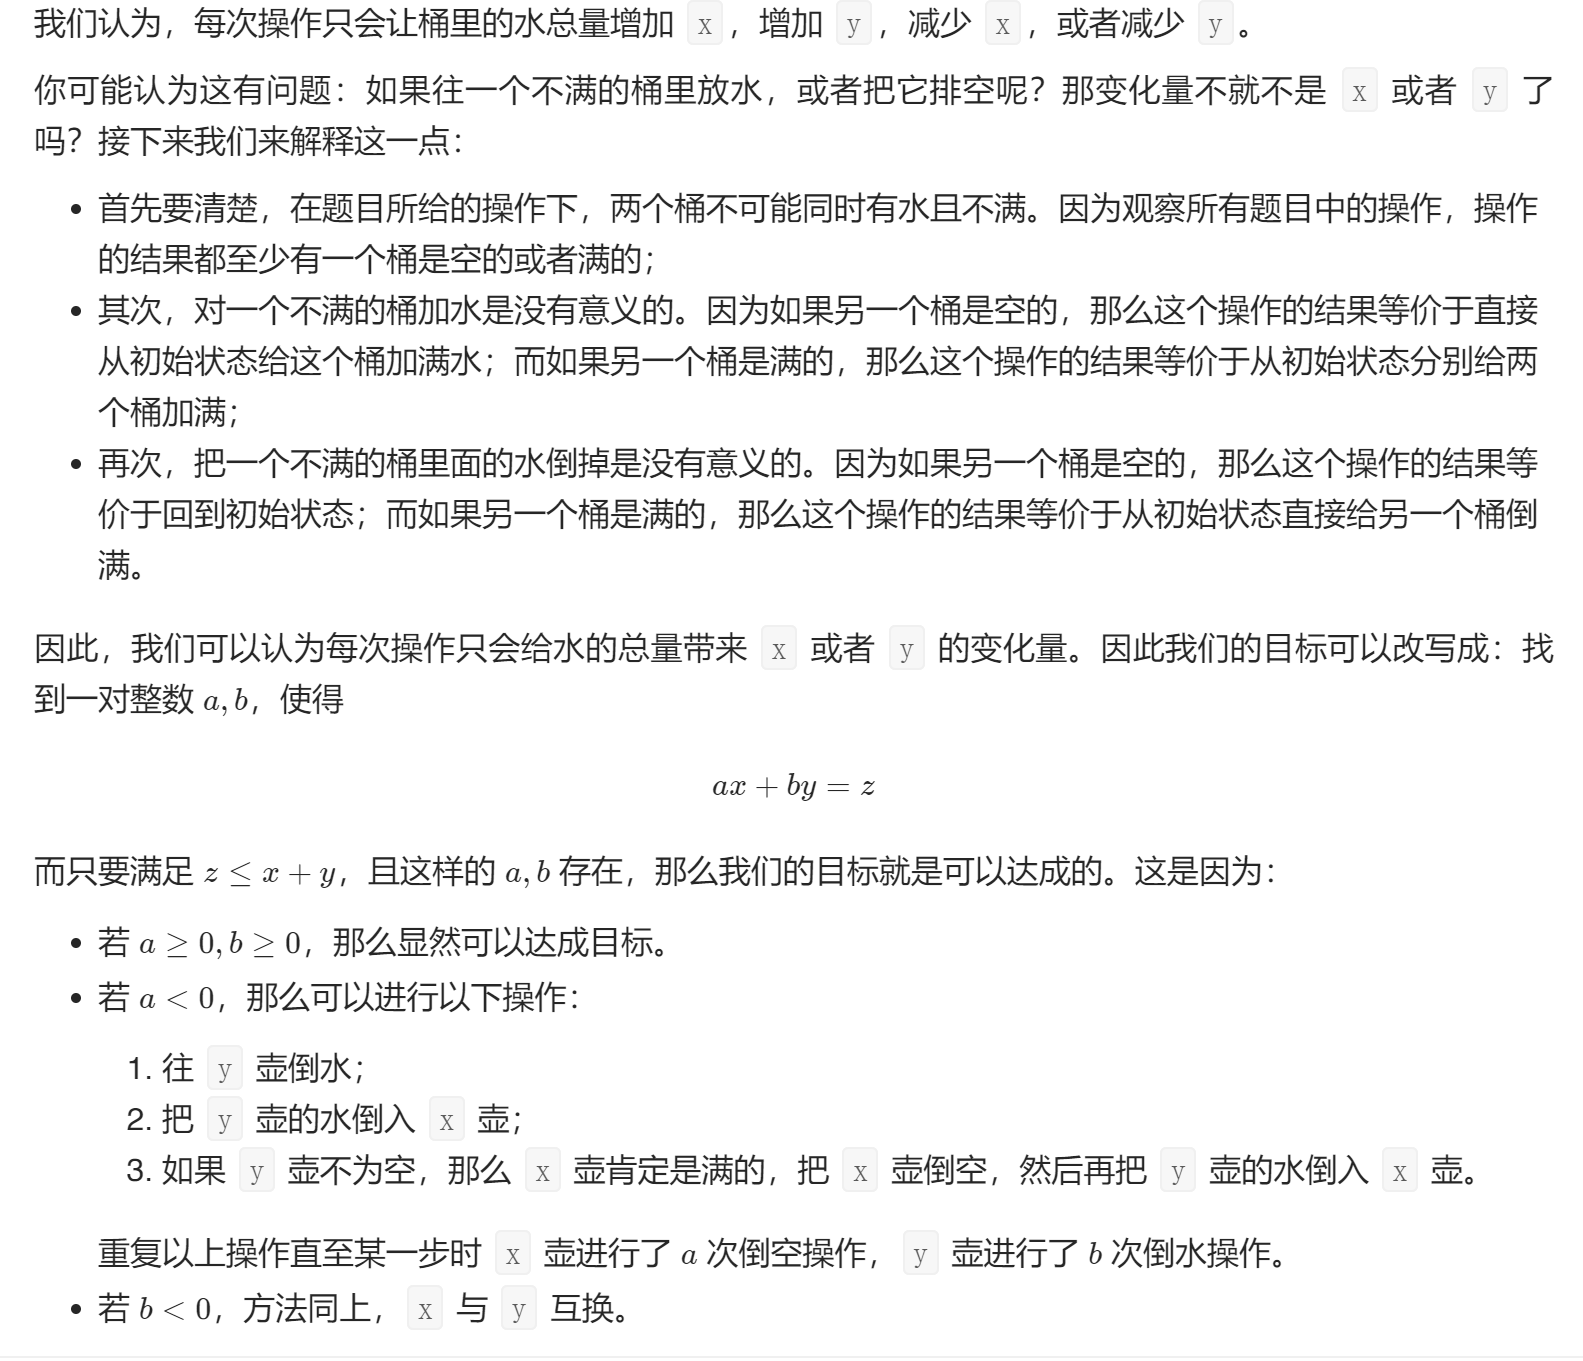 我们认为，每次操作只会让桶里的水总量增加 x，增加 y，减少 x，或者减少 y。
你可能认为这有问题：如果往一个不满的桶里放水，或者把它排空呢？那变化量不就不是 x 或者 y 了
吗？接下来我们来解释这一点：
• 首先要清楚，在题目所给的操作下，两个桶不可能同时有水且不满。因为观察所有题目中的操作，操作
的结果都至少有一个桶是空的或者满的；
• 其次，对一个不满的桶加水是没有意义的。因为如果另一个桶是空的，那么这个操作的结果等价于直接
从初始状态给这个桶加满水；而如果另一个桶是满的，那么这个操作的结果等价于从初始状态分别给两
个桶加满；
• 再次，把一个不满的桶里面的水倒掉是没有意义的。因为如果另一个桶是空的，那么这个操作的结果等
价于回到初始状态；而如果另一个桶是满的，那么这个操作的结果等价于从初始状态直接给另一个桶倒
满。
因此，我们可以认为每次操作只会给水的总量带来 x 或者 y 的变化量。因此我们的目标可以改写成：找
到一对整数 a, b，使得
ax + by = z
而只要满足 z ≤ x + y，且这样的 a, b 存在，那么我们的目标就是可以达成的。这是因为：
• 若 a ≥ 0, b ≥ 0，那么显然可以达成目标。
• 若 a < 0，那么可以进行以下操作：
1. 往 y 壶倒水；
2. 把 y 壶的水倒入 x 壶；
3. 如果 y 壶不为空，那么 x 壶肯定是满的，把 x 壶倒空，然后再把 y 壶的水倒入 x 壶。
重复以上操作直至某一步时 x 壶进行了 a 次倒空操作，y 壶进行了 b 次倒水操作。
• 若 b < 0，方法同上，x 与 y 互换。